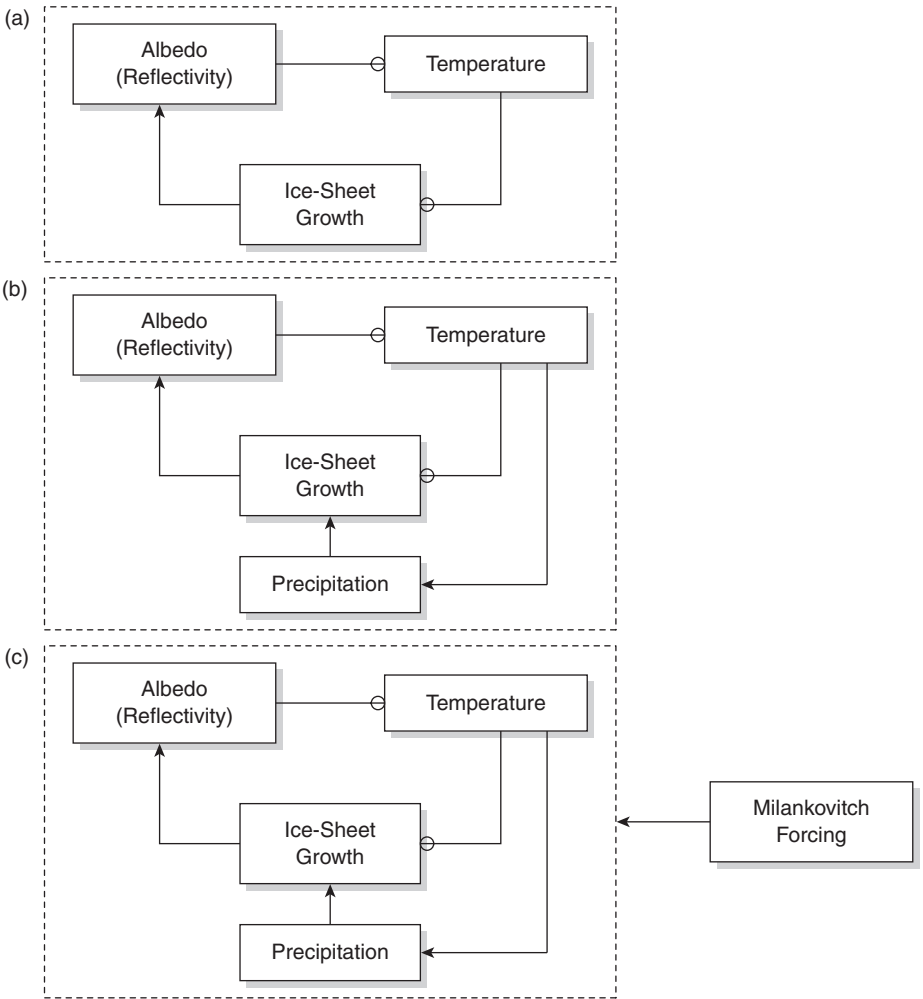 (a)
Albedo
(Reflectivity)
Temperature
Ice-Sheet
Growth
(b)
Albedo
(Reflectivity)
Temperature
Ice-Sheet
Growth
Precipitation
(c)
Albedo
(Reflectivity)
Temperature
Ice-Sheet
Growth
Precipitation
Milankovitch
Forcing